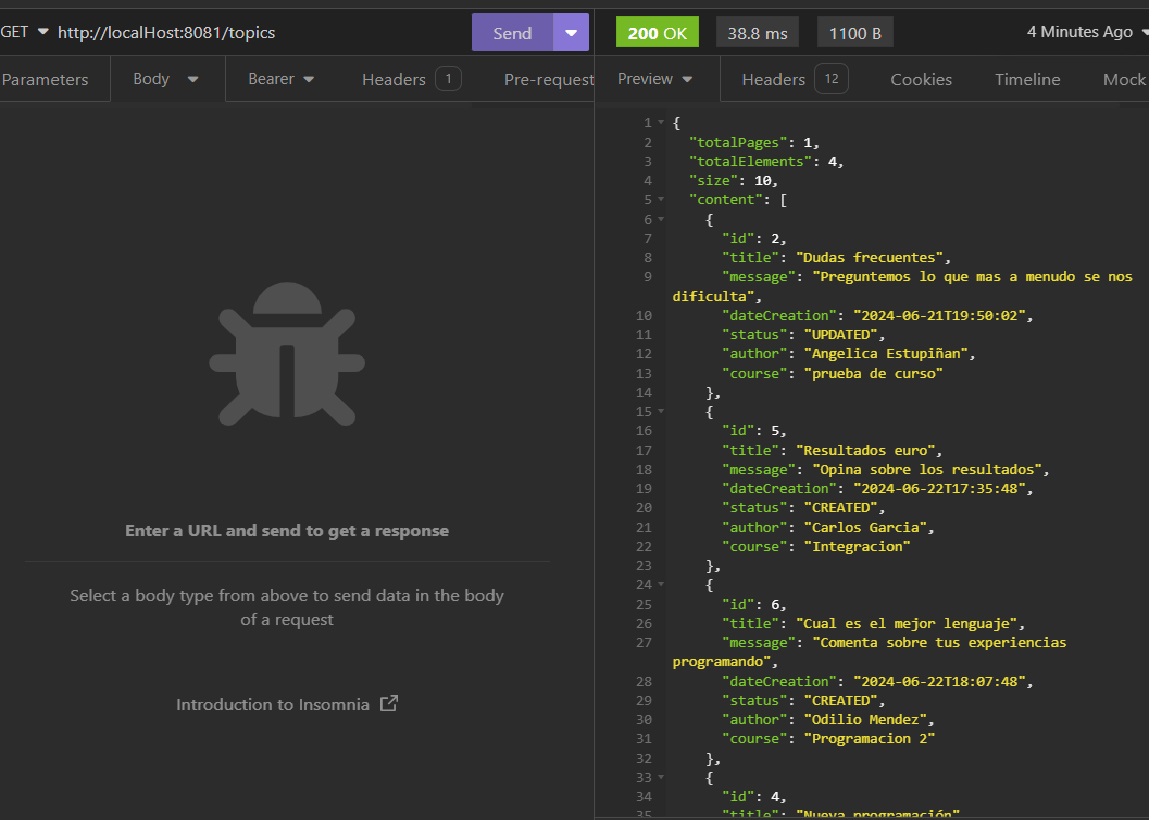 GET http://localHost:8081/topics Send 200 OK 38.8 ms 1100 B 4 Minutes Ago
Parameters Body Bearer Headers 1 Pre-request Preview Headers 12 Cookies Timeline Mock
Enter a URL and send to get a response
Select a body type from above to send data in the body
of a request
Introduction to Insomnia
1 {
2 "totalPages": 1,
3 "totalElements": 4,
4 "size": 10,
5 "content": [
6 {
7 "id": 2,
8 "title": "Dudas frecuentes",
9 "message": "Preguntemos lo que mas a menudo se nos
dificulta",
10 "dateCreation": "2024-06-21T19:50:02",
11 "status": "UPDATED",
12 "author": "Angelica Estupiñan",
13 "course": "prueba de curso"
14 },
15 {
16 "id": 5,
17 "title": "Resultados euro",
18 "message": "Opina sobre los resultados",
19 "dateCreation": "2024-06-22T17:35:48",
20 "status": "CREATED",
21 "author": "Carlos Garcia",
22 "course": "Integracion"
23 },
24 {
25 "id": 6,
26 "title": "Cual es el mejor lenguaje",
27 "message": "Comenta sobre tus experiencias
programando",
28 "dateCreation": "2024-06-22T18:07:48",
29 "status": "CREATED",
30 "author": "Odilio Mendez",
31 "course": "Programacion 2"
32 },
33 {
34 "id": 4,
35 "title": "Nueva programación"